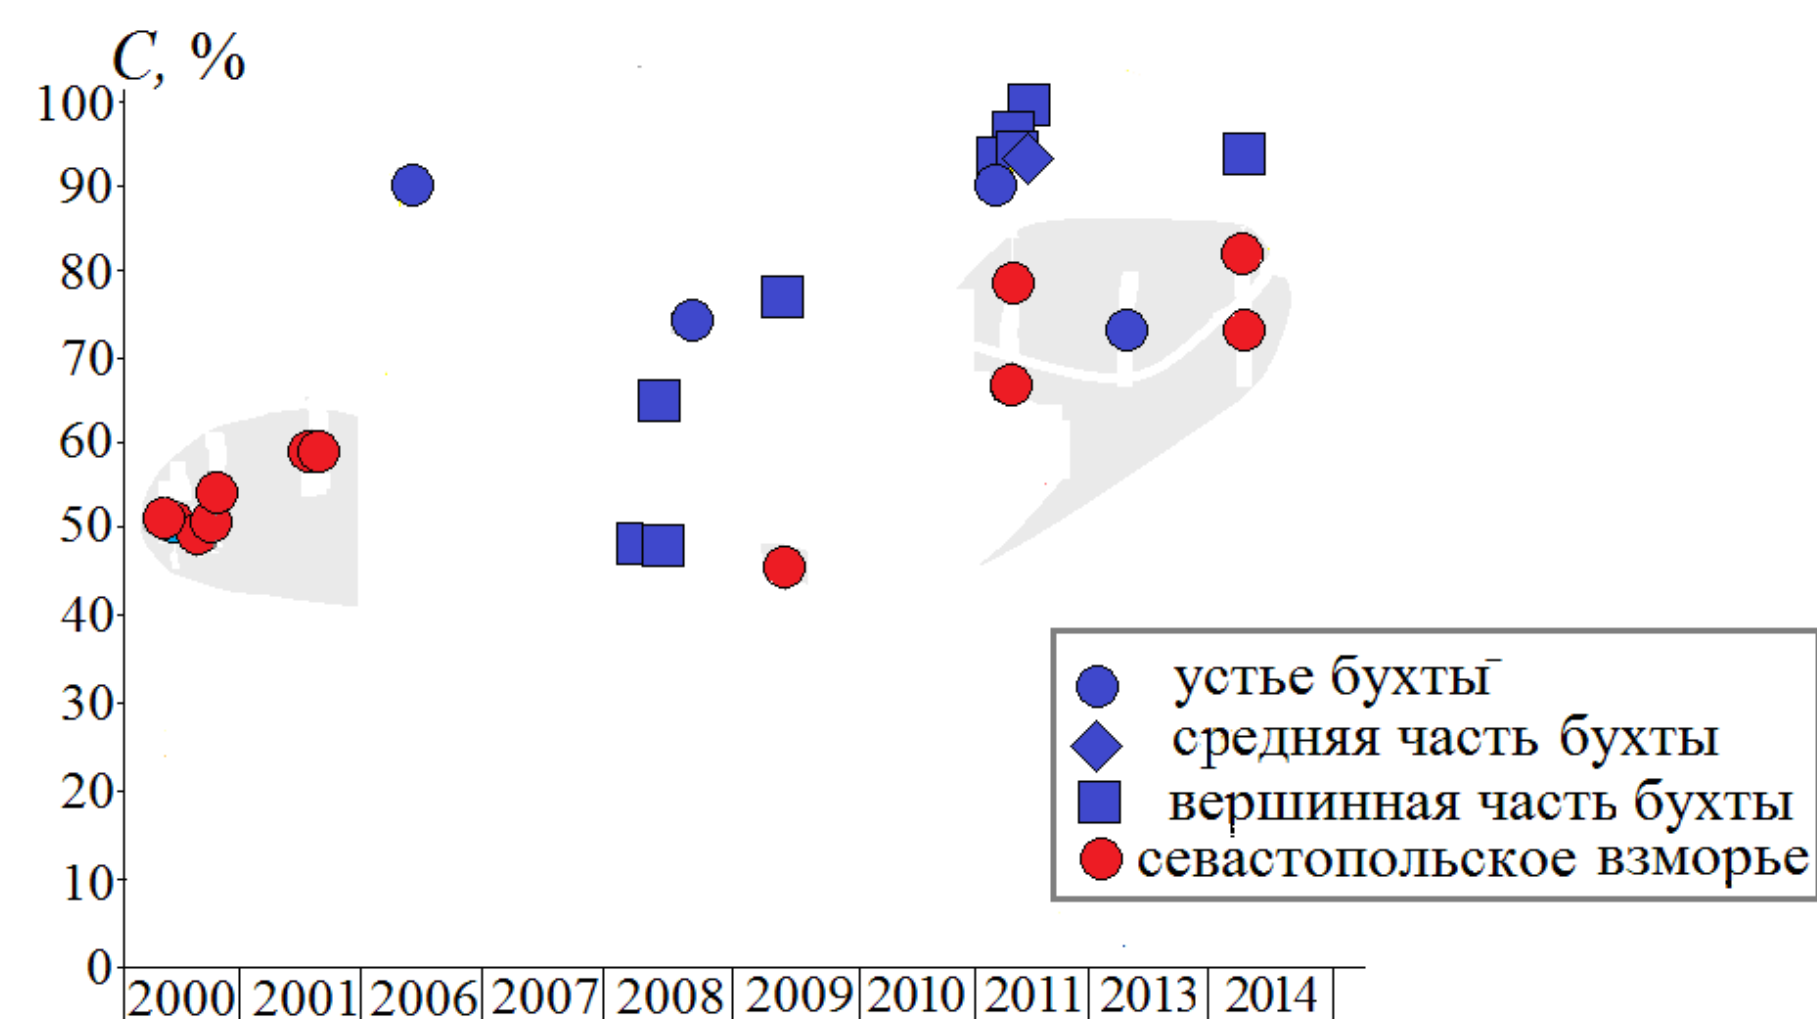 C, %
100
90
80
70
60
50
40
30
20
10
0
2000 2001 2006 2007 2008 2009 2010 2011 2013 2014
устье бухты
средняя часть бухты
вершинная часть бухты
севастопольское взморье